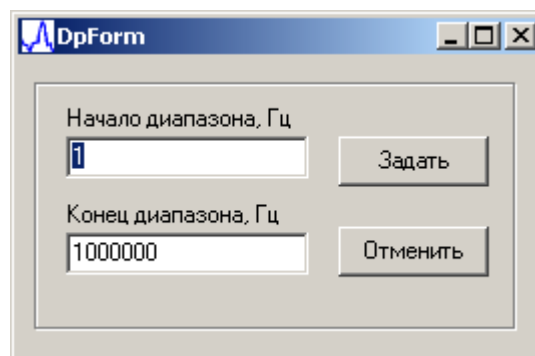 DpForm
Начало диапазона, Гц
1
Задать
Конец диапазона, Гц
1000000
Отменить